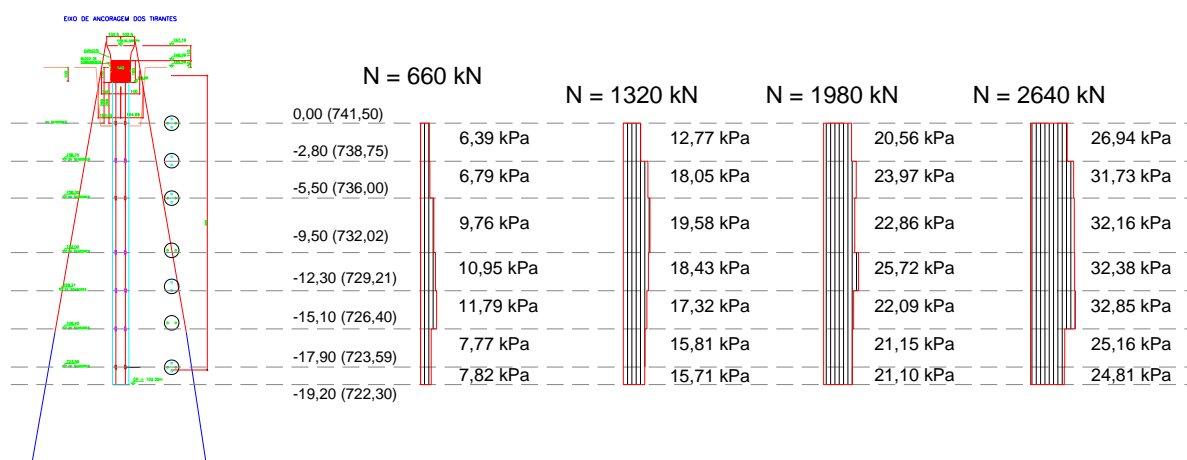 EIXO DE ANCORAGEM DOS TIRANTES
N = 660 kN
N = 1320 kN
N = 1980 kN
N = 2640 kN
0,00 (741,50)
6,39 kPa
12,77 kPa
20,56 kPa
26,94 kPa
-2,80 (738,75)
6,79 kPa
18,05 kPa
23,97 kPa
31,73 kPa
-5,50 (736,00)
9,76 kPa
19,58 kPa
22,86 kPa
32,16 kPa
-9,50 (732,02)
10,95 kPa
18,43 kPa
25,72 kPa
32,38 kPa
-12,30 (729,21)
11,79 kPa
17,32 kPa
22,09 kPa
32,85 kPa
-15,10 (726,40)
7,77 kPa
15,81 kPa
21,15 kPa
25,16 kPa
-17,90 (723,59)
7,82 kPa
15,71 kPa
21,10 kPa
24,81 kPa
-19,20 (722,30)